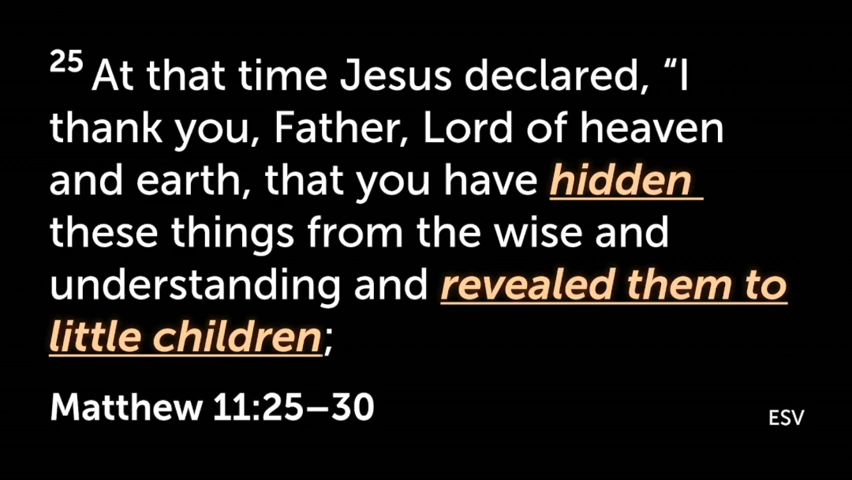 25 At that time Jesus declared, “I
thank you, Father, Lord of heaven
and earth, that you have hidden
these things from the wise and
understanding and revealed them to
little children;
Matthew 11:25–30
ESV